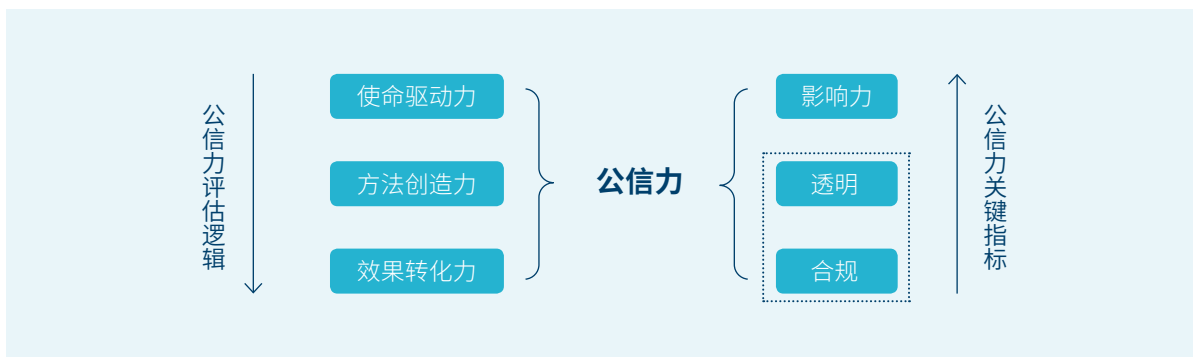 公信力评估逻辑
使命驱动力
方法创造力
效果转化力
公信力
影响力
透明
合规
公信力关键指标